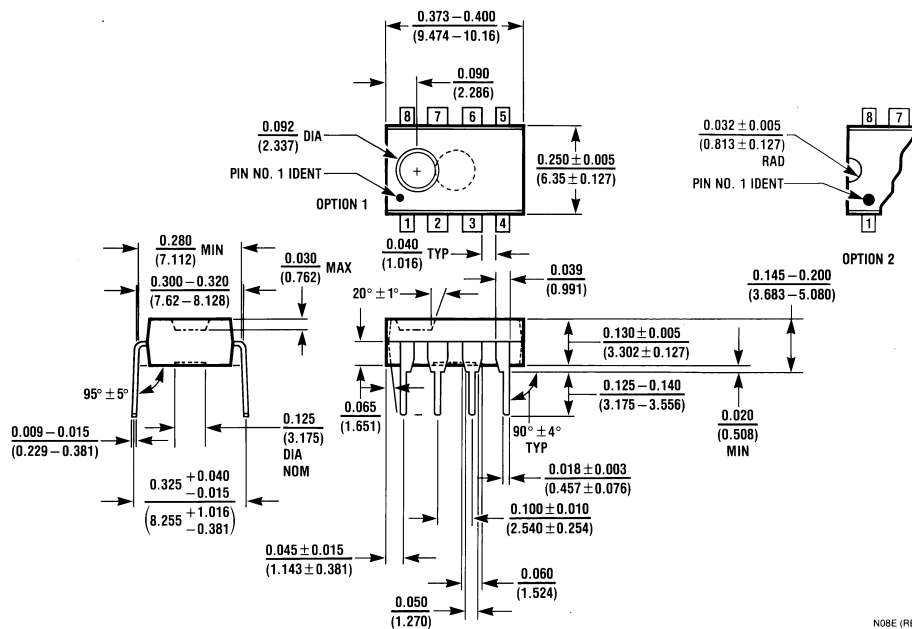 0.373 – 0.400
(9.474 – 10.16)
0.090
(2.286)
8 7 6 5
0.092 DIA
(2.337)
PIN NO. 1 IDENT
OPTION 1
1 2 3 4
0.250 ± 0.005
(6.35 ± 0.127)
0.032 ± 0.005
(0.813 ± 0.127)
RAD
PIN NO. 1 IDENT
8 7
1
OPTION 2
0.280 MIN
(7.112)
0.300 – 0.320
(7.62 – 8.128)
0.030 MAX
(0.762)
0.040 TYP
(1.016)
0.039
(0.991)
20° ± 1°
0.145 – 0.200
(3.683 – 5.080)
0.130 ± 0.005
(3.302 ± 0.127)
0.125 – 0.140
(3.175 – 3.556)
0.020
(0.508)
MIN
95° ± 5°
0.009 – 0.015
(0.229 – 0.381)
0.125
(3.175)
DIA
NOM
0.065
(1.651)
90° ± 4°
TYP
0.018 ± 0.003
(0.457 ± 0.076)
0.325 +0.040
−0.015
(8.255 +1.016
−0.381)
0.100 ± 0.010
(2.540 ± 0.254)
0.045 ± 0.015
(1.143 ± 0.381)
0.060
(1.524)
0.050
(1.270)
N08E (RE